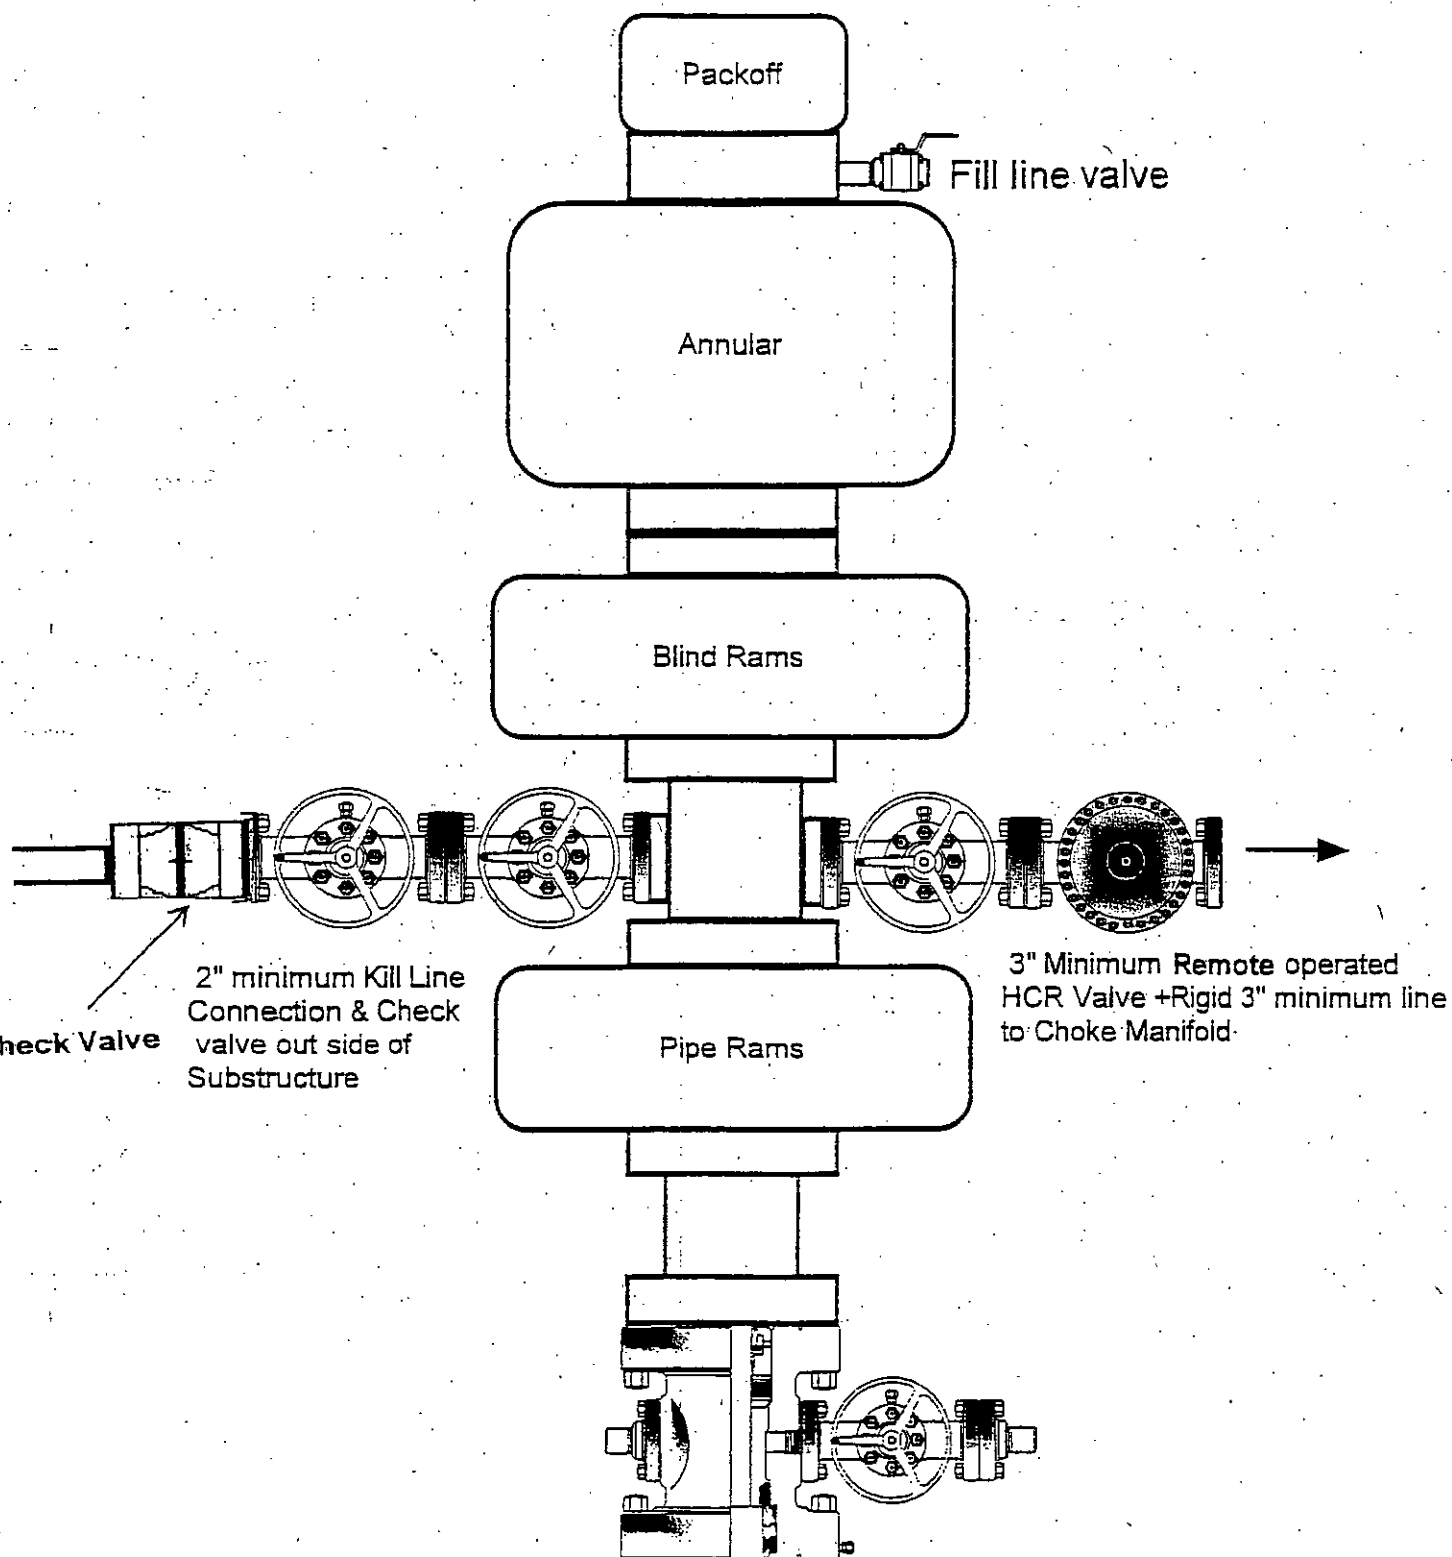 Packoff
Fill line valve
Annular
Blind Rams
2" minimum Kill Line
Connection & Check
valve out side of
Substructure
heck Valve
3" Minimum Remote operated
HCR Valve +Rigid 3" minimum line
to Choke Manifold
Pipe Rams